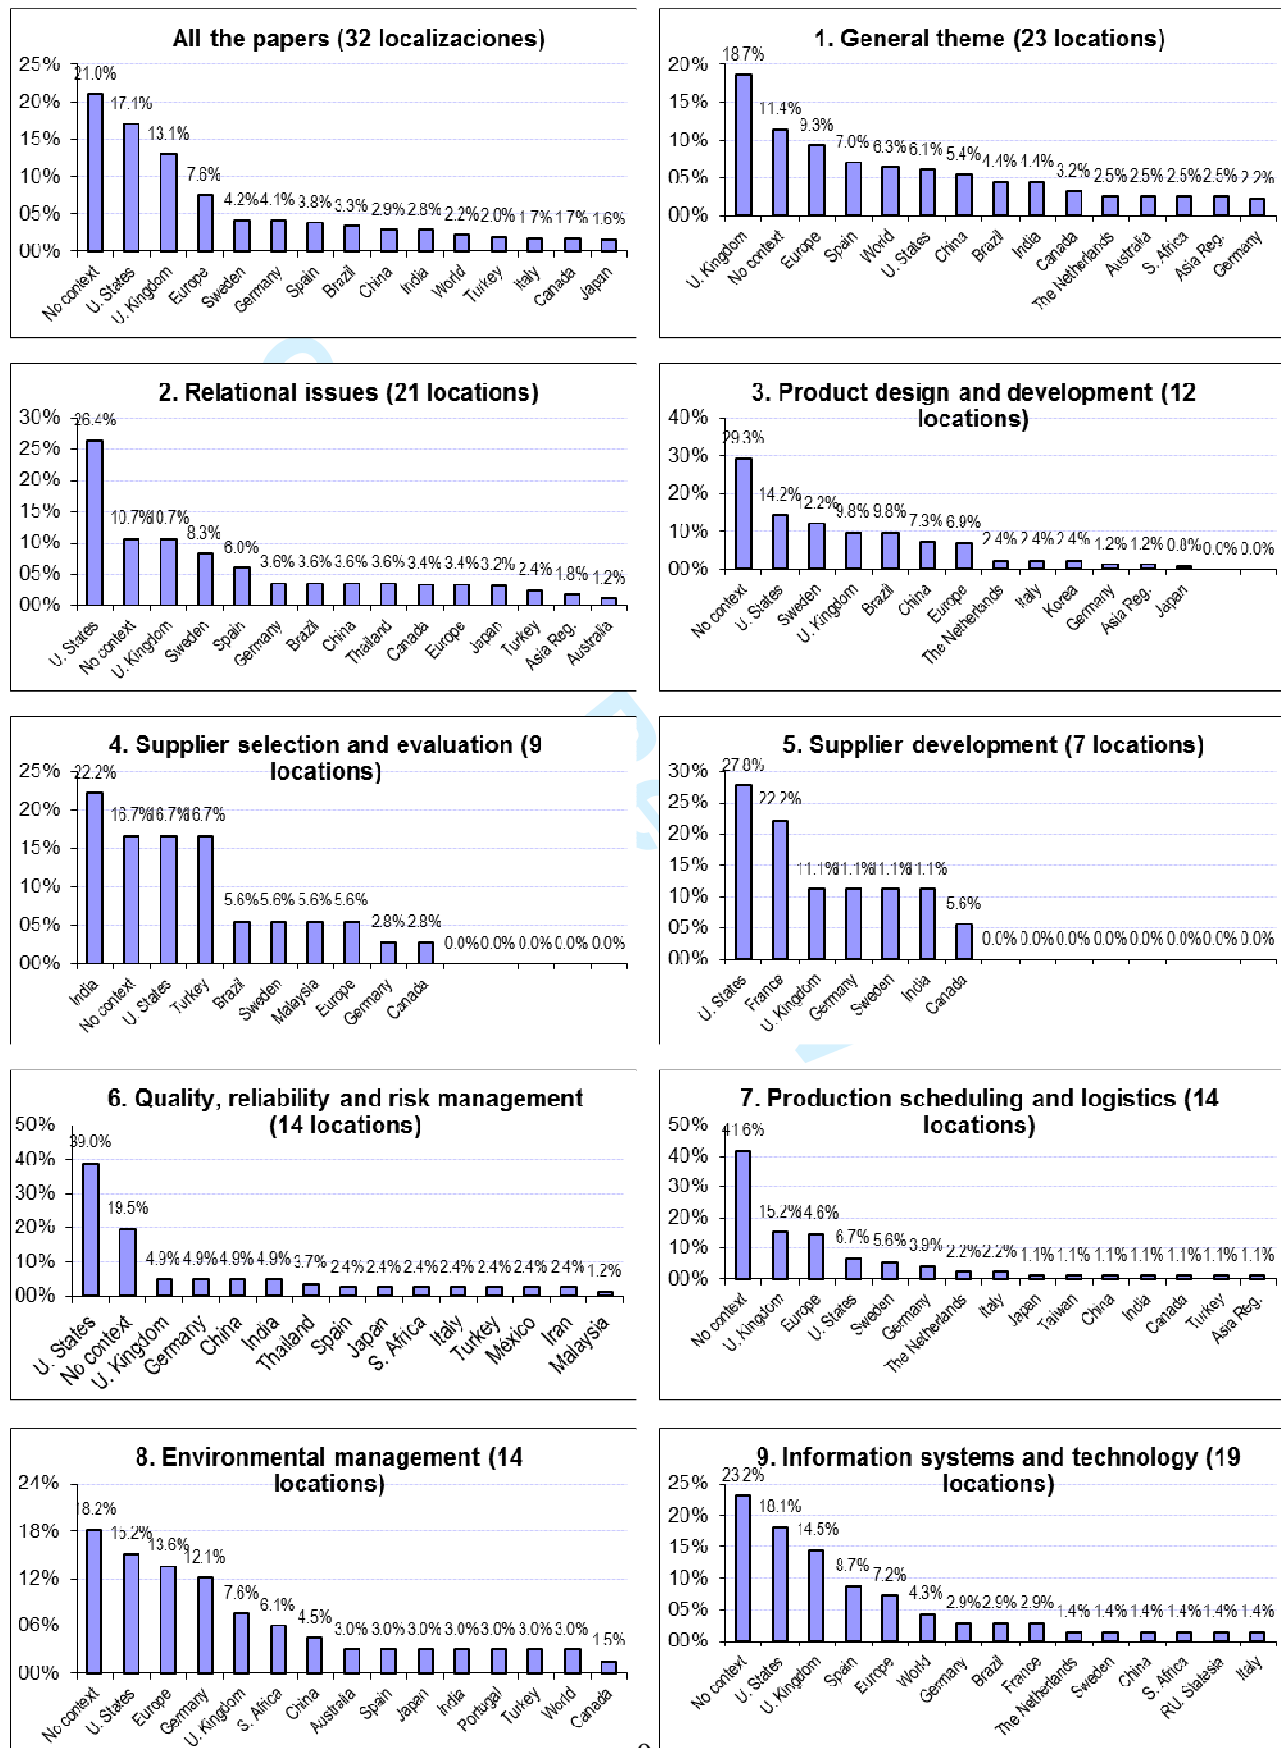 All the papers (32 localizaciones)
25%
20%
15%
10%
05%
00%
21.0%
17.1%
13.1%
7.6%
4.2%
4.1%
3.8%
3.3%
2.9%
2.8%
2.2%
2.0%
1.7%
1.7%
1.6%
No context
U. States
U. Kingdom
Europe
Sweden
Germany
Spain
Brazil
China
India
World
Turkey
Italy
Canada
Japan
1. General theme (23 locations)
20%
15%
10%
05%
00%
18.7%
11.4%
9.3%
7.0%
6.3%
6.1%
5.4%
4.4%
4.4%
3.2%
2.5%
2.5%
2.5%
2.5%
2.2%
U. Kingdom
No context
Europe
Spain
World
U. States
China
Brazil
India
Canada
The Netherlands
Australia
S. Africa
Asia Reg.
Germany
2. Relational issues (21 locations)
30%
25%
20%
15%
10%
05%
00%
26.4%
10.7%
10.7%
8.3%
6.0%
3.6%
3.6%
3.6%
3.6%
3.4%
3.4%
3.2%
2.4%
1.8%
1.2%
U. States
No context
U. Kingdom
Sweden
Spain
Germany
Brazil
China
Thailand
Canada
Europe
Japan
Turkey
Asia Reg.
Australia
3. Product design and development (12
locations)
40%
30%
20%
10%
00%
29.3%
14.2%
12.2%
9.8%
9.8%
7.3%
6.9%
2.4%
2.4%
2.4%
1.2%
1.2%
0.8%
0.0%
0.0%
No context
U. States
Sweden
U. Kingdom
Brazil
China
Europe
The Netherlands
Italy
Korea
Germany
Asia Reg.
Japan
4. Supplier selection and evaluation (9
locations)
25%
20%
15%
10%
05%
00%
22.2%
16.7%
16.7%
16.7%
5.6%
5.6%
5.6%
5.6%
2.8%
2.8%
0.0%
0.0%
0.0%
0.0%
0.0%
India
No context
U. States
Turkey
Brazil
Sweden
Malaysia
Europe
Germany
Canada
5. Supplier development (7 locations)
30%
25%
20%
15%
10%
05%
00%
27.8%
22.2%
11.1%
11.1%
11.1%
11.1%
5.6%
0.0%
0.0%
0.0%
0.0%
0.0%
0.0%
0.0%
0.0%
U. States
France
U. Kingdom
Germany
Sweden
India
Canada
6. Quality, reliability and risk management
(14 locations)
50%
40%
30%
20%
10%
00%
39.0%
19.5%
4.9%
4.9%
4.9%
4.9%
3.7%
2.4%
2.4%
2.4%
2.4%
2.4%
2.4%
2.4%
1.2%
U. States
No context
U. Kingdom
Germany
China
India
Thailand
Spain
Japan
S. Africa
Italy
Turkey
Mexico
Iran
Malaysia
7. Production scheduling and logistics (14
locations)
50%
40%
30%
20%
10%
00%
41.6%
15.2%
14.6%
6.7%
5.6%
3.9%
2.2%
2.2%
1.1%
1.1%
1.1%
1.1%
1.1%
1.1%
1.1%
No context
U. Kingdom
Europe
U. States
Sweden
Germany
The Netherlands
Italy
Japan
Taiwan
China
India
Canada
Turkey
Asia Reg.
8. Environmental management (14
locations)
24%
18%
12%
06%
00%
18.2%
15.2%
13.6%
12.1%
7.6%
6.1%
4.5%
3.0%
3.0%
3.0%
3.0%
3.0%
3.0%
3.0%
1.5%
No context
U. States
Europe
Germany
U. Kingdom
S. Africa
China
Australia
Spain
Japan
India
Portugal
Turkey
World
Canada
9. Information systems and technology (19
locations)
25%
20%
15%
10%
05%
00%
23.2%
18.1%
14.5%
8.7%
7.2%
4.3%
2.9%
2.9%
2.9%
1.4%
1.4%
1.4%
1.4%
1.4%
1.4%
No context
U. States
U. Kingdom
Spain
Europe
World
Germany
Brazil
France
The Netherlands
Sweden
China
S. Africa
RU. Slalesia
Italy